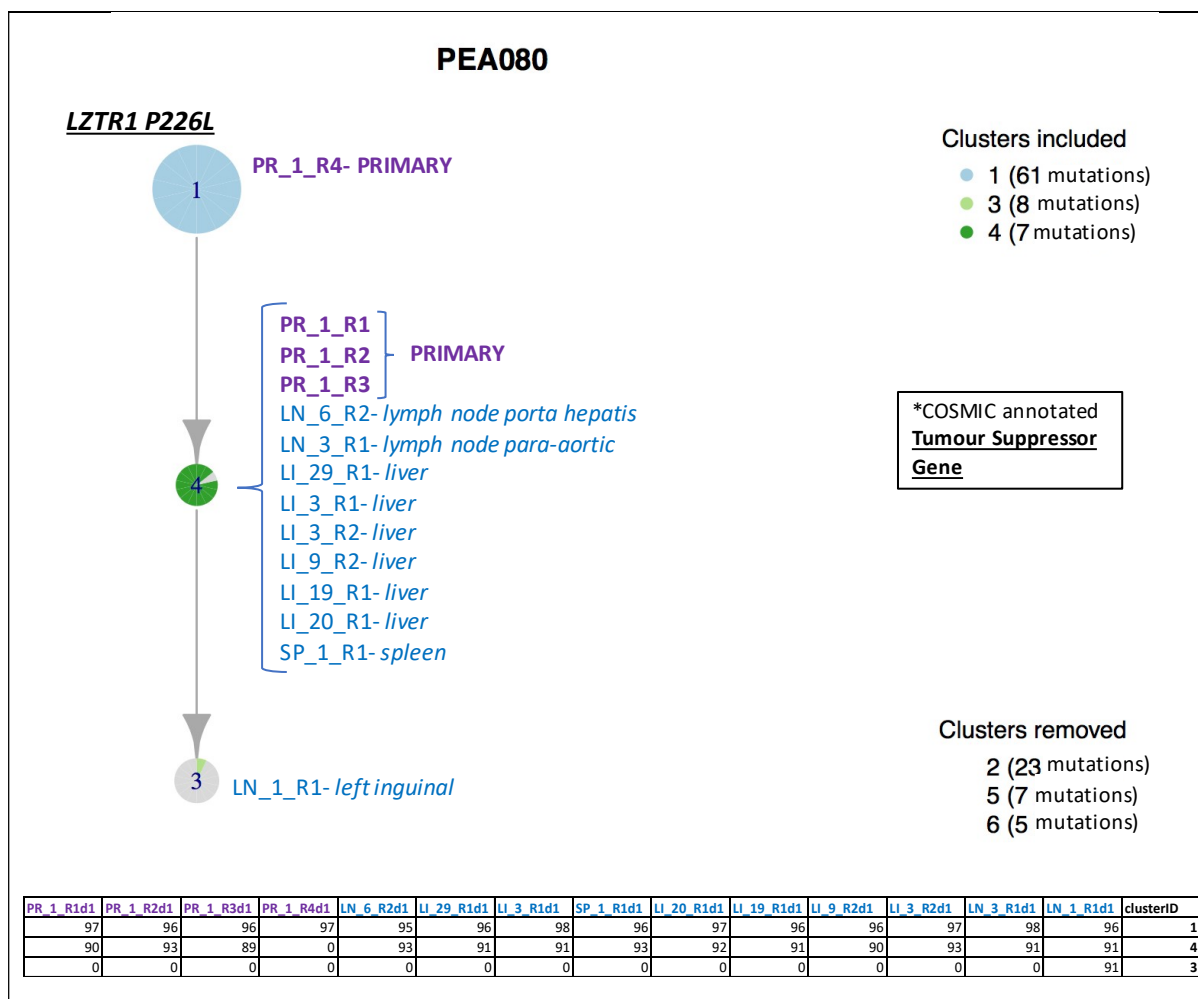 PEA080
LZTR1 P226L
1
PR_1_R4- PRIMARY
Clusters included
1 (61 mutations)
3 (8 mutations)
4 (7 mutations)
PR_1_R1
PR_1_R2
PR_1_R3
PRIMARY
LN_6_R2- lymph node porta hepatis
LN_3_R1- lymph node para-aortic
LI_29_R1- liver
LI_3_R1- liver
LI_3_R2- liver
LI_9_R2- liver
LI_19_R1- liver
LI_20_R1- liver
SP_1_R1- spleen
4
*COSMIC annotated
Tumour Suppressor
Gene
3
LN_1_R1- left inguinal
Clusters removed
2 (23 mutations)
5 (7 mutations)
6 (5 mutations)
PR_1_R1d1 PR_1_R2d1 PR_1_R3d1 PR_1_R4d1 LN_6_R2d1 LI_29_R1d1 LI_3_R1d1 SP_1_R1d1 LI_20_R1d1 LI_19_R1d1 LI_9_R2d1 LI_3_R2d1 LN_3_R1d1 LN_1_R1d1 clusterID
97 96 96 97 95 96 98 96 97 96 96 97 98 96 1
90 93 89 0 93 91 91 93 92 91 90 93 91 91 4
0 0 0 0 0 0 0 0 0 0 0 0 0 91 3